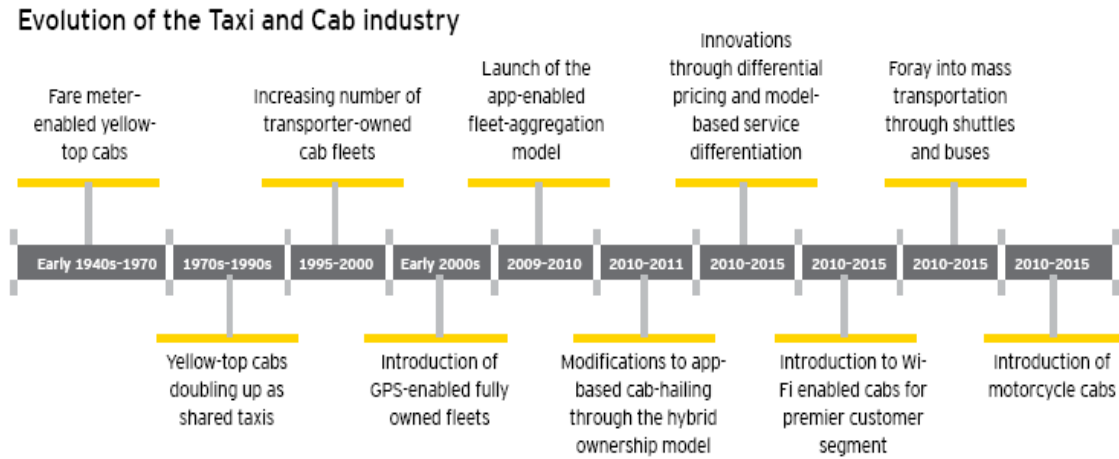 Evolution of the Taxi and Cab industry
Fare meter-
enabled yellow-
top cabs
Increasing number of
transporter-owned
cab fleets
Launch of the
app-enabled
fleet-aggregation
model
Innovations
through differential
pricing and model-
based service
differentiation
Foray into mass
transportation
through shuttles
and buses
Early 1940s-1970
1970s-1990s
1995-2000
Early 2000s
2009-2010
2010-2011
2010-2015
2010-2015
2010-2015
2010-2015
Yellow-top cabs
doubling up as
shared taxis
Introduction of
GPS-enabled fully
owned fleets
Modifications to app-
based cab-hailing
through the hybrid
ownership model
Introduction to Wi-
Fi enabled cabs for
premier customer
segment
Introduction of
motorcycle cabs